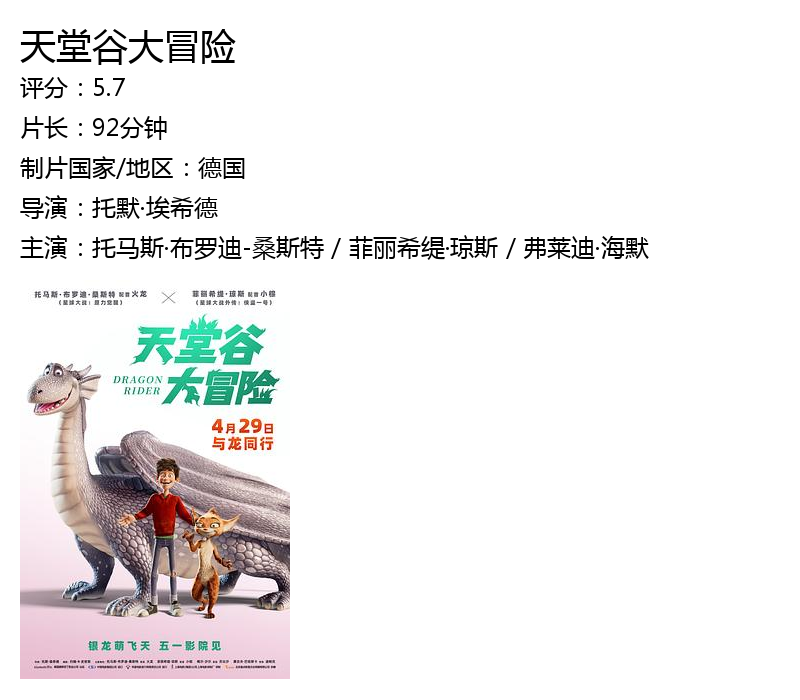 天堂谷大冒险
评分：5.7
片长：92分钟
制片国家/地区：德国
导演：托默·埃希德
主演：托马斯·布罗迪-桑斯特 / 菲丽希缇·琼斯 / 弗莱迪·海默
托马斯·布罗迪·桑斯特 配音 火龙
菲丽希缇·琼斯 配音 小棕
（星球大战：原力觉醒）
（星球大战外传：侠盗一号）
天堂谷
DRAGON
RIDER
大冒险
4月29日
与龙同行
银龙萌飞天 五一影院见